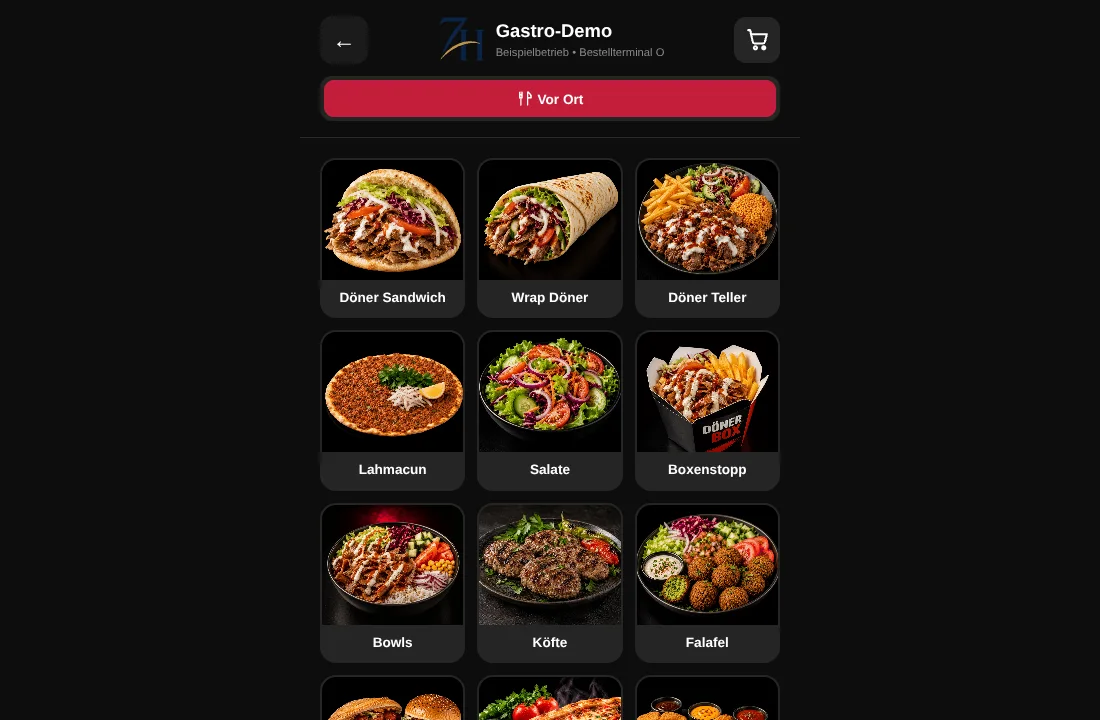 ←
ZH
Gastro-Demo
Beispielbetrieb • Bestellterminal O
Vor Ort
Döner Sandwich
Wrap Döner
Döner Teller
DÖNER
BOX
Lahmacun
Salate
Boxenstopp
Bowls
Köfte
Falafel